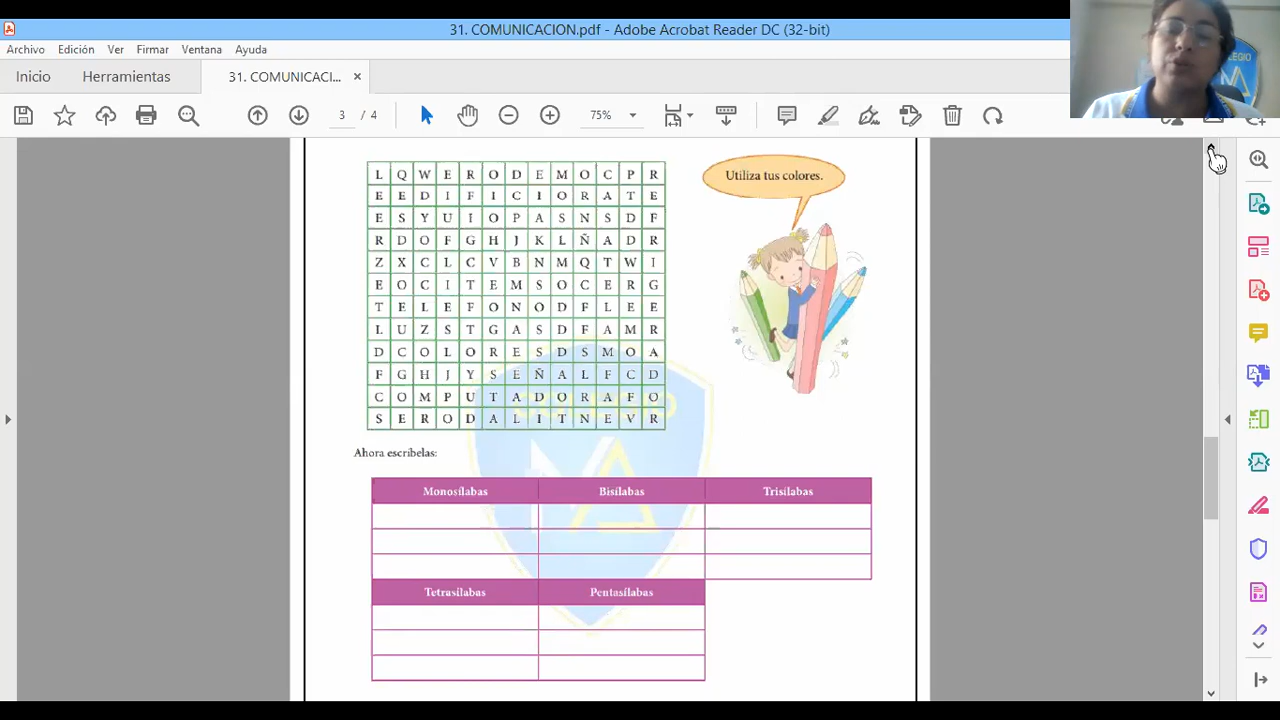 31. COMUNICACION.pdf - Adobe Acrobat Reader DC (32-bit)
Archivo Edición Ver Firmar Ventana Ayuda
Inicio Herramientas 31. COMUNICACI... ×
3 / 4 75%
L Q W E R O D E M O C P R
E E D I F I C I O R A T E
E S Y U I O P A S N S D F
R D O F G H J K L Ñ A D R
Z X C L C V B N M Q T W I
E O C I T E M S O C E R G
T E L E F O N O D F L E E
L U Z S T G A S D F A M R
D C O L O R E S D S M O A
F G H J Y S E Ñ A L F C D
C O M P U T A D O R A F O
S E R O D A L I T N E V R
Utiliza tus colores.
Ahora escribelas:
Monosílabas Bisílabas Trisílabas
Tetrasílabas Pentasílabas